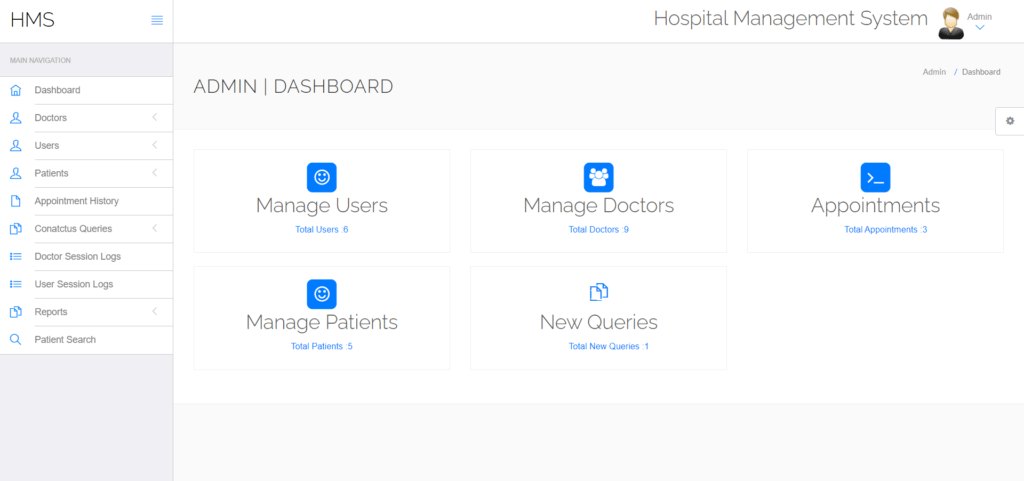 HMS
Hospital Management System
Admin
MAIN NAVIGATION
Dashboard
Doctors
Users
Patients
Appointment History
Conatctus Queries
Doctor Session Logs
User Session Logs
Reports
Patient Search
ADMIN | DASHBOARD
Admin / Dashboard
Manage Users
Total Users :6
Manage Doctors
Total Doctors :9
Appointments
Total Appointments :3
Manage Patients
Total Patients :5
New Queries
Total New Queries :1